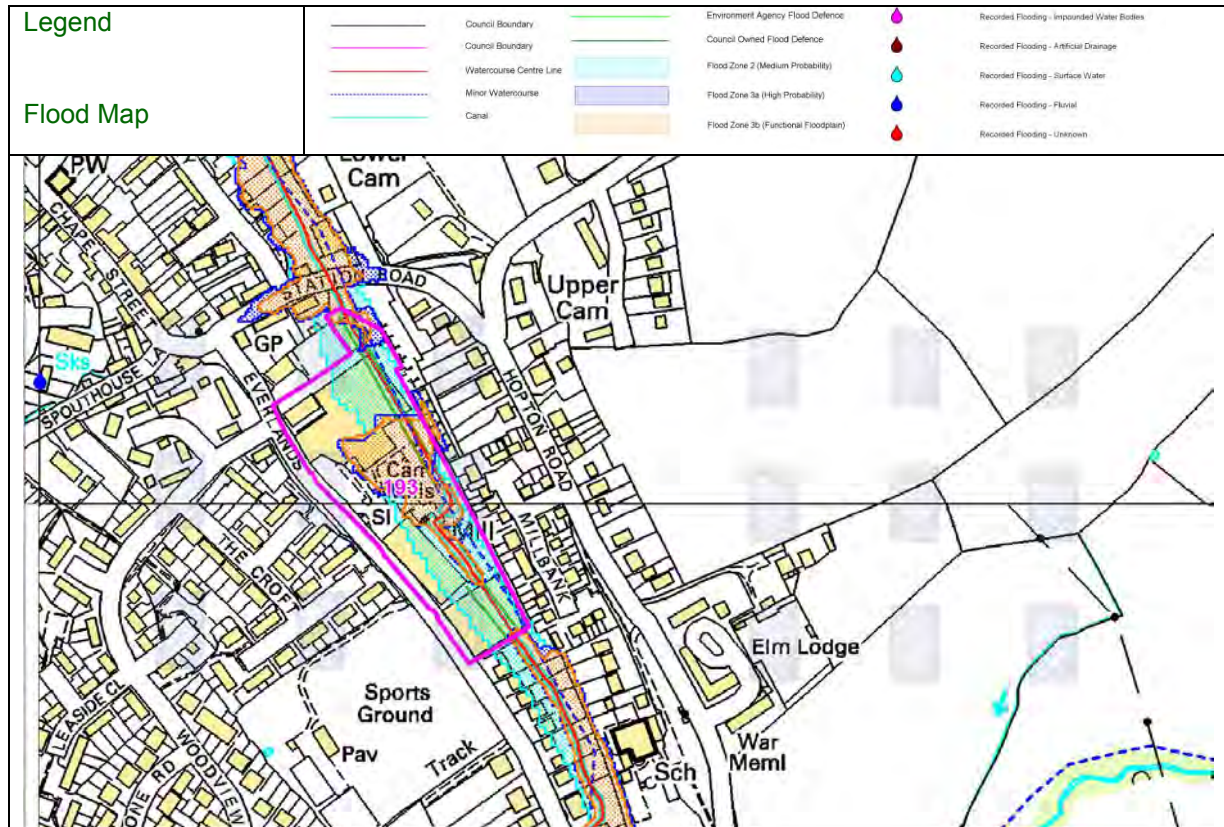 Legend
Flood Map
Council Boundary
Council Boundary
Watercourse Centre Line
Minor Watercourse
Canal
Environment Agency Flood Defence
Council Owned Flood Defence
Flood Zone 2 (Medium Probability)
Flood Zone 3a (High Probability)
Flood Zone 3b (Functional Floodplain)
Recorded Flooding - Impounded Water Bodies
Recorded Flooding - Artificial Drainage
Recorded Flooding - Surface Water
Recorded Flooding - Fluvial
Recorded Flooding - Unknown
PW
Lower
Cam
CHAPEL STREET
STATION ROAD
Upper
Cam
GP
Sks
SPOUTHOUSE
EVERLANDS
HOPTON
ROAD
Cam
193
SI
Mill
MILLBANK
THE CROFT
Elm Lodge
LEASIDE CL
Sports
Ground
WOODVIEW
Pav
Track
RD
Sch
War
Meml